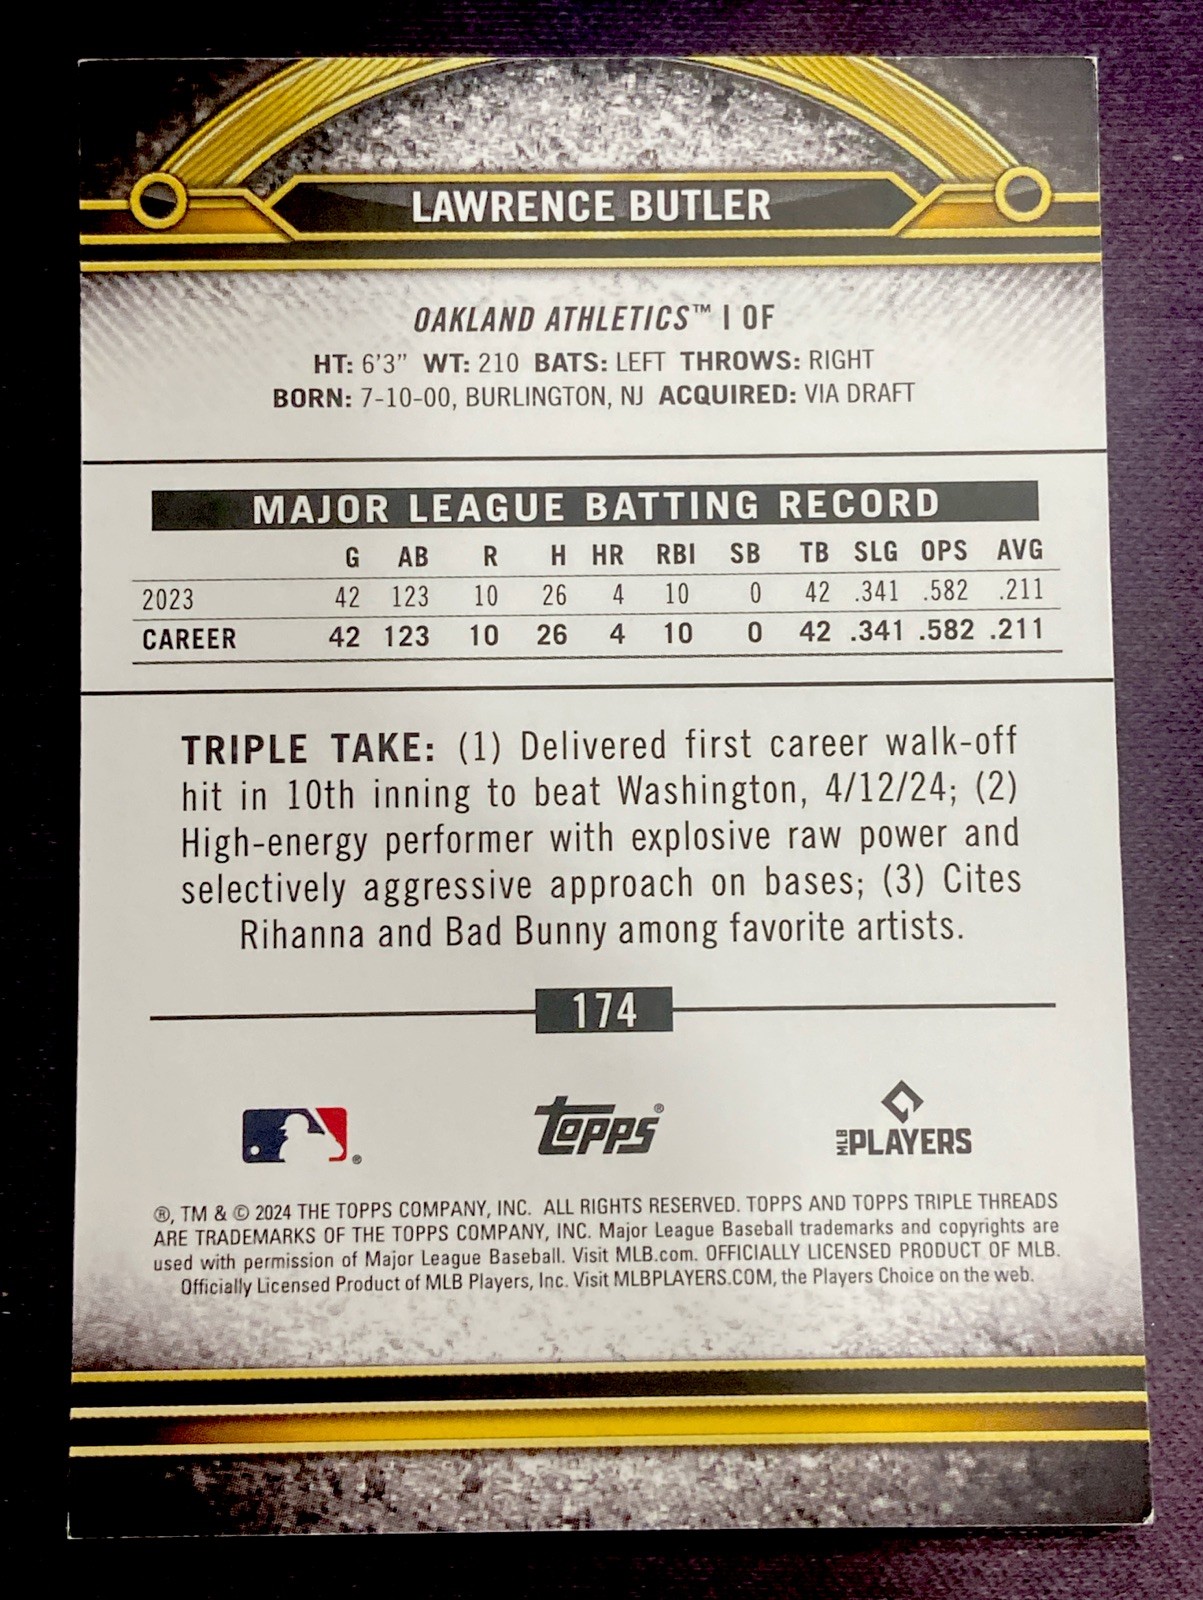 LAWRENCE BUTLER
OAKLAND ATHLETICS™ | OF
HT: 6'3" WT: 210 BATS: LEFT THROWS: RIGHT
BORN: 7-10-00, BURLINGTON, NJ ACQUIRED: VIA DRAFT
MAJOR LEAGUE BATTING RECORD
G AB R H HR RBI SB TB SLG OPS AVG
2023 42 123 10 26 4 10 0 42 .341 .582 .211
CAREER 42 123 10 26 4 10 0 42 .341 .582 .211
TRIPLE TAKE: (1) Delivered first career walk-off
hit in 10th inning to beat Washington, 4/12/24; (2)
High-energy performer with explosive raw power and
selectively aggressive approach on bases; (3) Cites
Rihanna and Bad Bunny among favorite artists.
174
®
Topps®
MLB PLAYERS
®, TM & © 2024 THE TOPPS COMPANY, INC. ALL RIGHTS RESERVED. TOPPS AND TOPPS TRIPLE THREADS
ARE TRADEMARKS OF THE TOPPS COMPANY, INC. Major League Baseball trademarks and copyrights are
used with permission of Major League Baseball. Visit MLB.com. OFFICIALLY LICENSED PRODUCT OF MLB.
Officially Licensed Product of MLB Players, Inc. Visit MLBPLAYERS.COM, the Players Choice on the web.